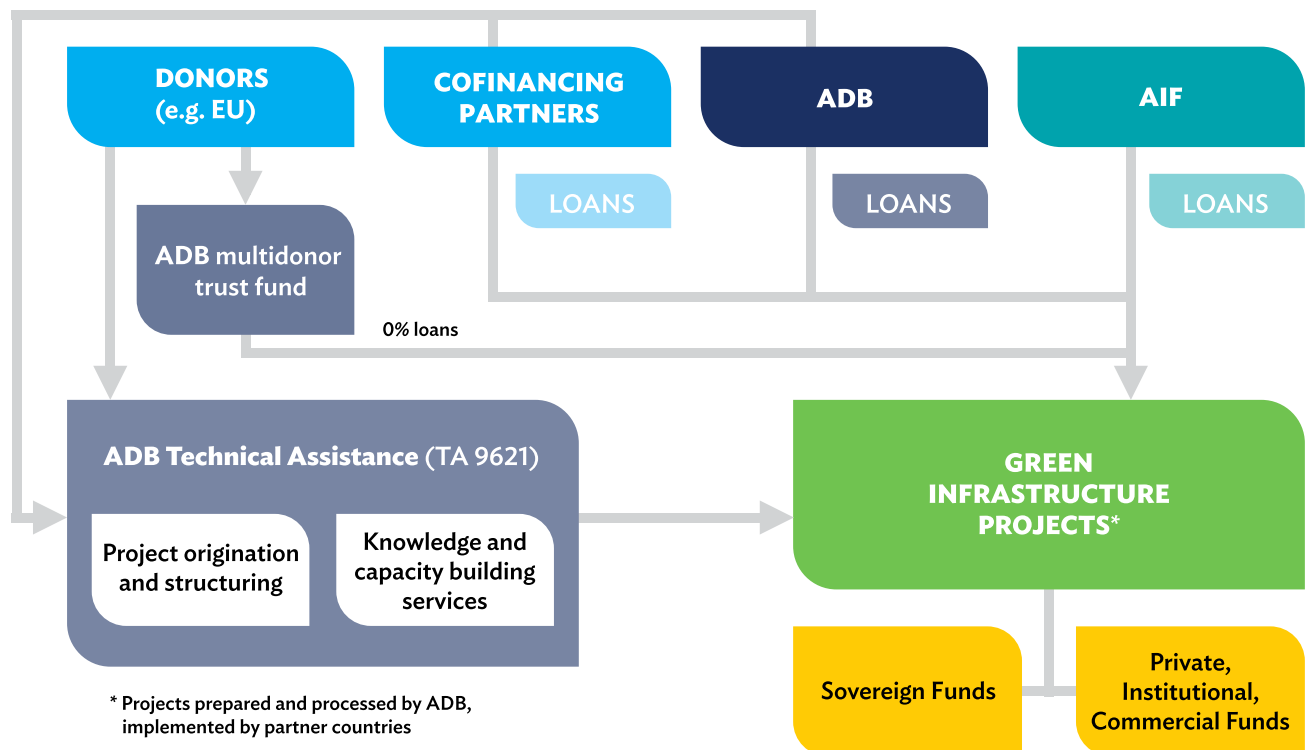 DONORS
(e.g. EU)
COFINANCING
PARTNERS
ADB
AIF
LOANS
LOANS
LOANS
ADB multidonor
trust fund
0% loans
ADB Technical Assistance (TA 9621)
Project origination
and structuring
Knowledge and
capacity building
services
GREEN
INFRASTRUCTURE
PROJECTS*
Sovereign Funds
Private,
Institutional,
Commercial Funds
* Projects prepared and processed by ADB,
implemented by partner countries